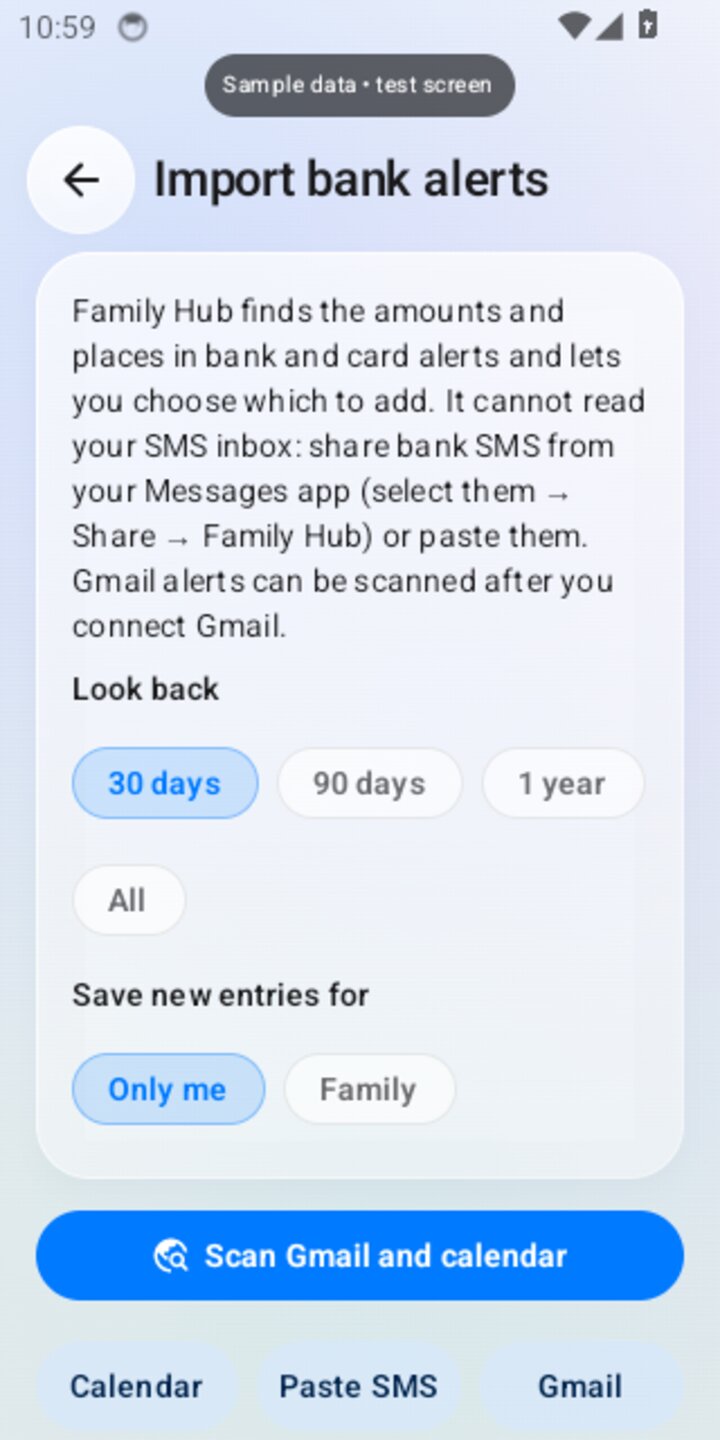 10:59
Sample data • test screen
Import bank alerts
Family Hub finds the amounts and
places in bank and card alerts and lets
you choose which to add. It cannot read
your SMS inbox: share bank SMS from
your Messages app (select them →
Share → Family Hub) or paste them.
Gmail alerts can be scanned after you
connect Gmail.
Look back
30 days 90 days 1 year
All
Save new entries for
Only me Family
Scan Gmail and calendar
Calendar Paste SMS Gmail